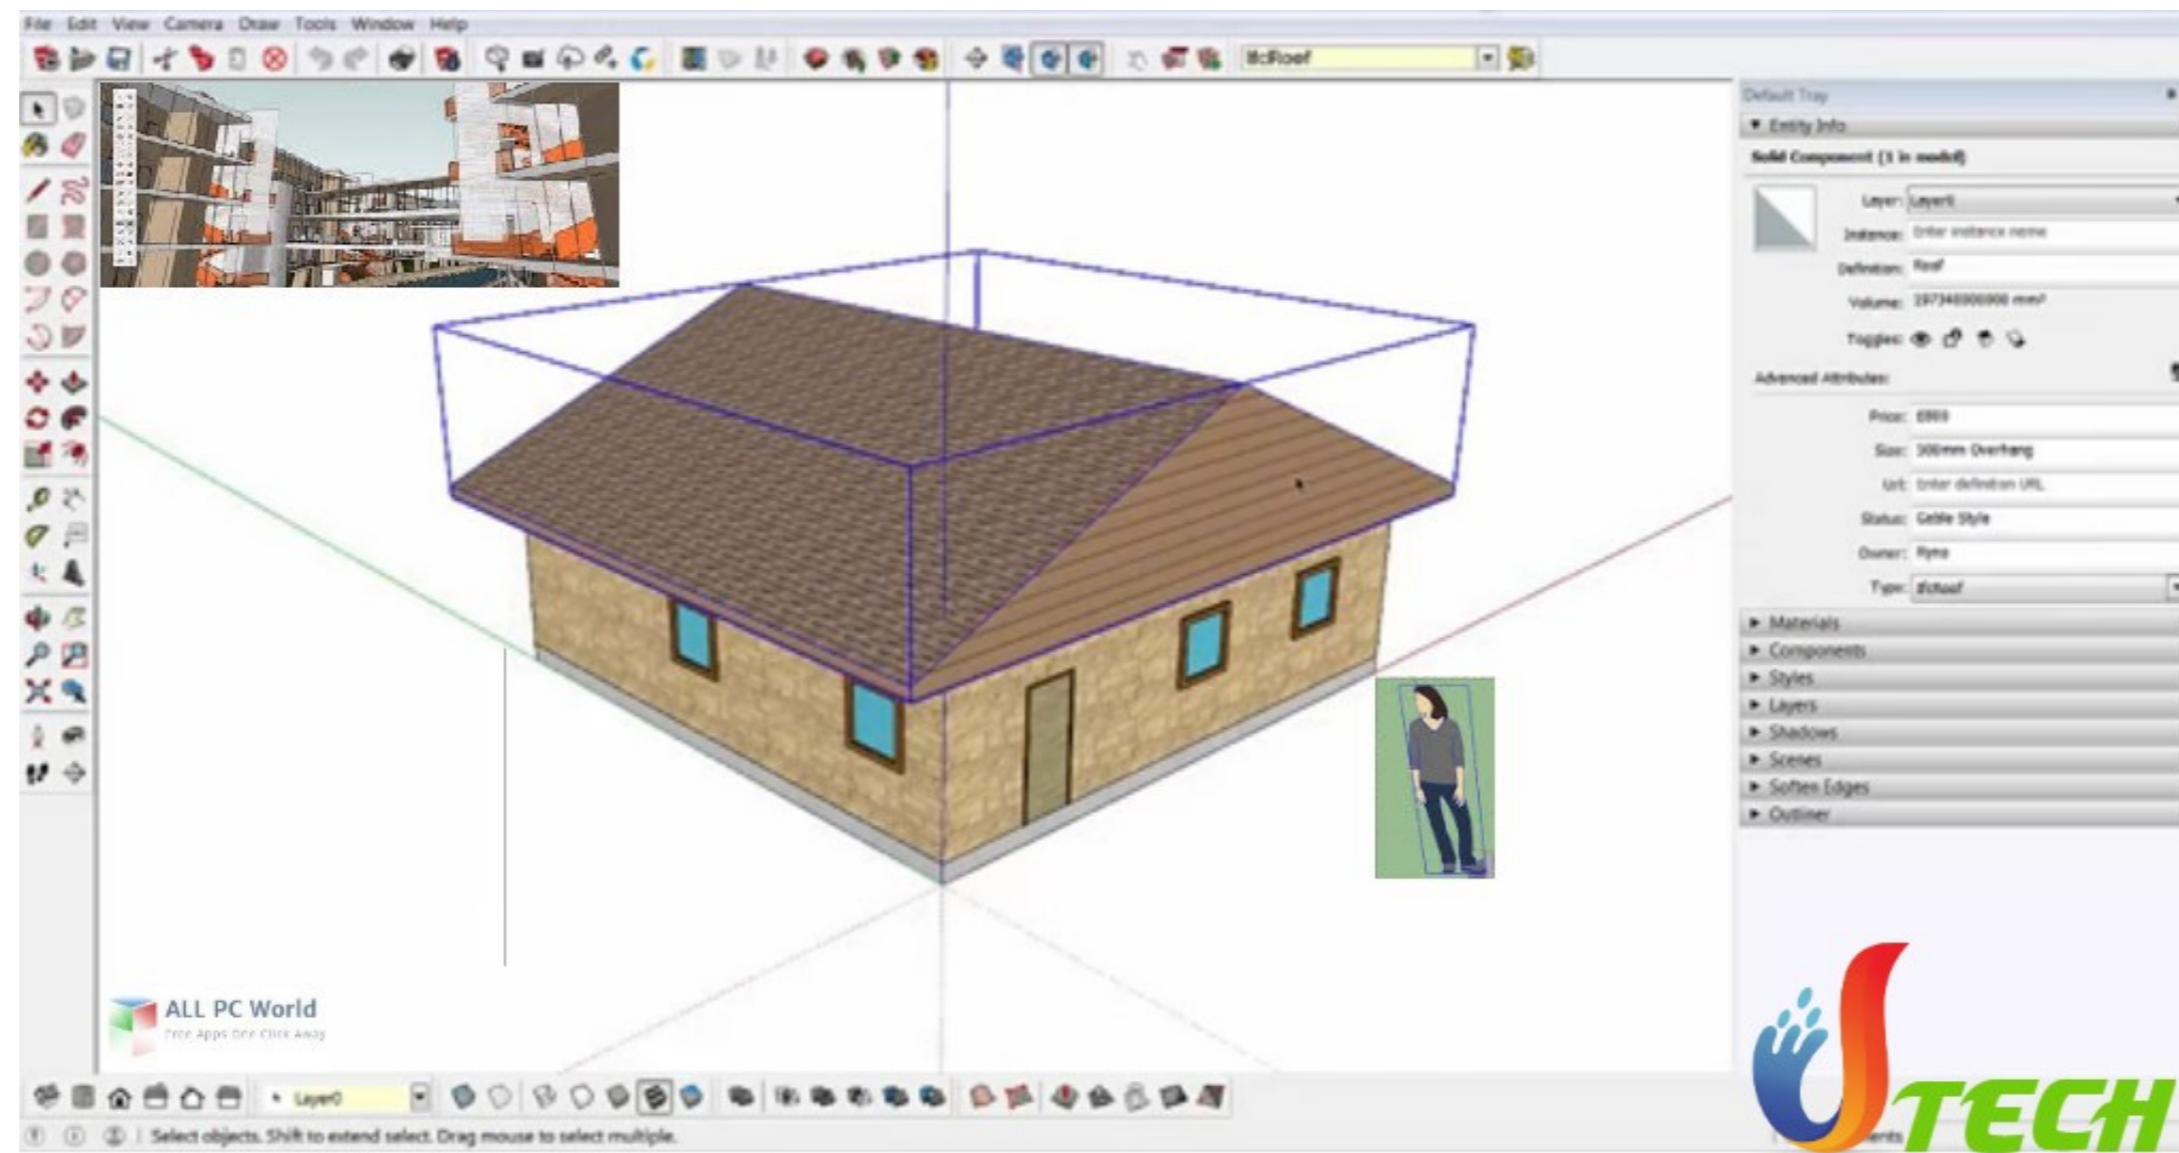 File Edit View Camera Draw Tools Window Help
IfcRoof
Default Tray
Entity Info
Solid Component (1 in model)
Layer: Layer0
Instance: Enter instance name
Definition: Roof
Volume: mm³
Toggles:
Advanced Attributes:
Price:
Size: 300mm Overhang
Url: Enter definition URL
Status: Gable Style
Owner: Ryno
Type: IfcRoof
Materials
Components
Styles
Layers
Shadows
Scenes
Soften Edges
Outliner
ALL PC World
Free Apps One Click Away
Layer0
Select objects. Shift to extend select. Drag mouse to select multiple.
TECH